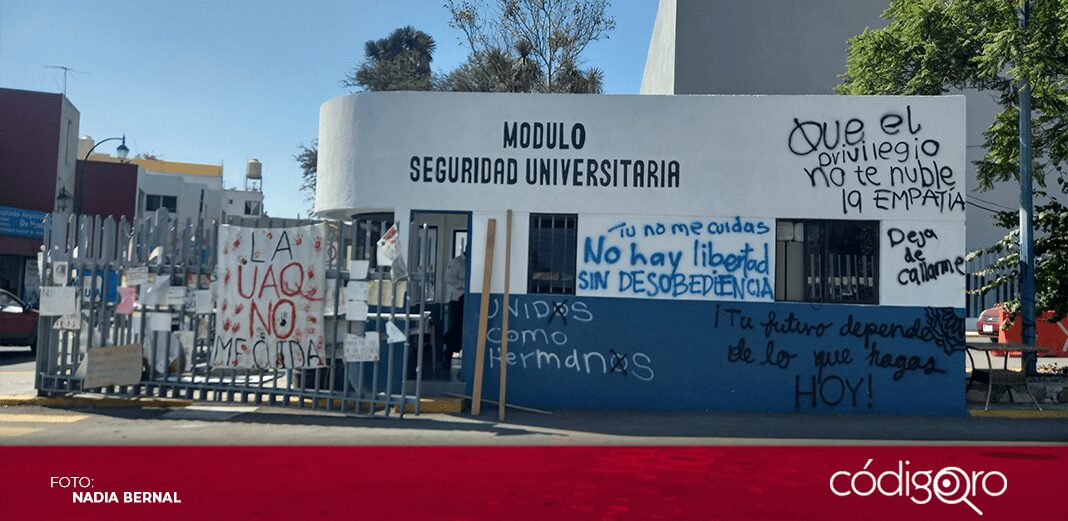 MODULO
SEGURIDAD UNIVERSITARIA
QUE el
privilegio
no te nuble
la EMPATÍA
Tu no me cuidas
No hay libertad
SIN DESOBEDIENCIA
Deja
de
callarme
UNIDxS
Como
HermaNxS
¡Tu futuro depende
De lo que hagas
HOY!
LA
UAQ
NO
ME CUIDA
FOTO:
NADIA BERNAL
códigoqro